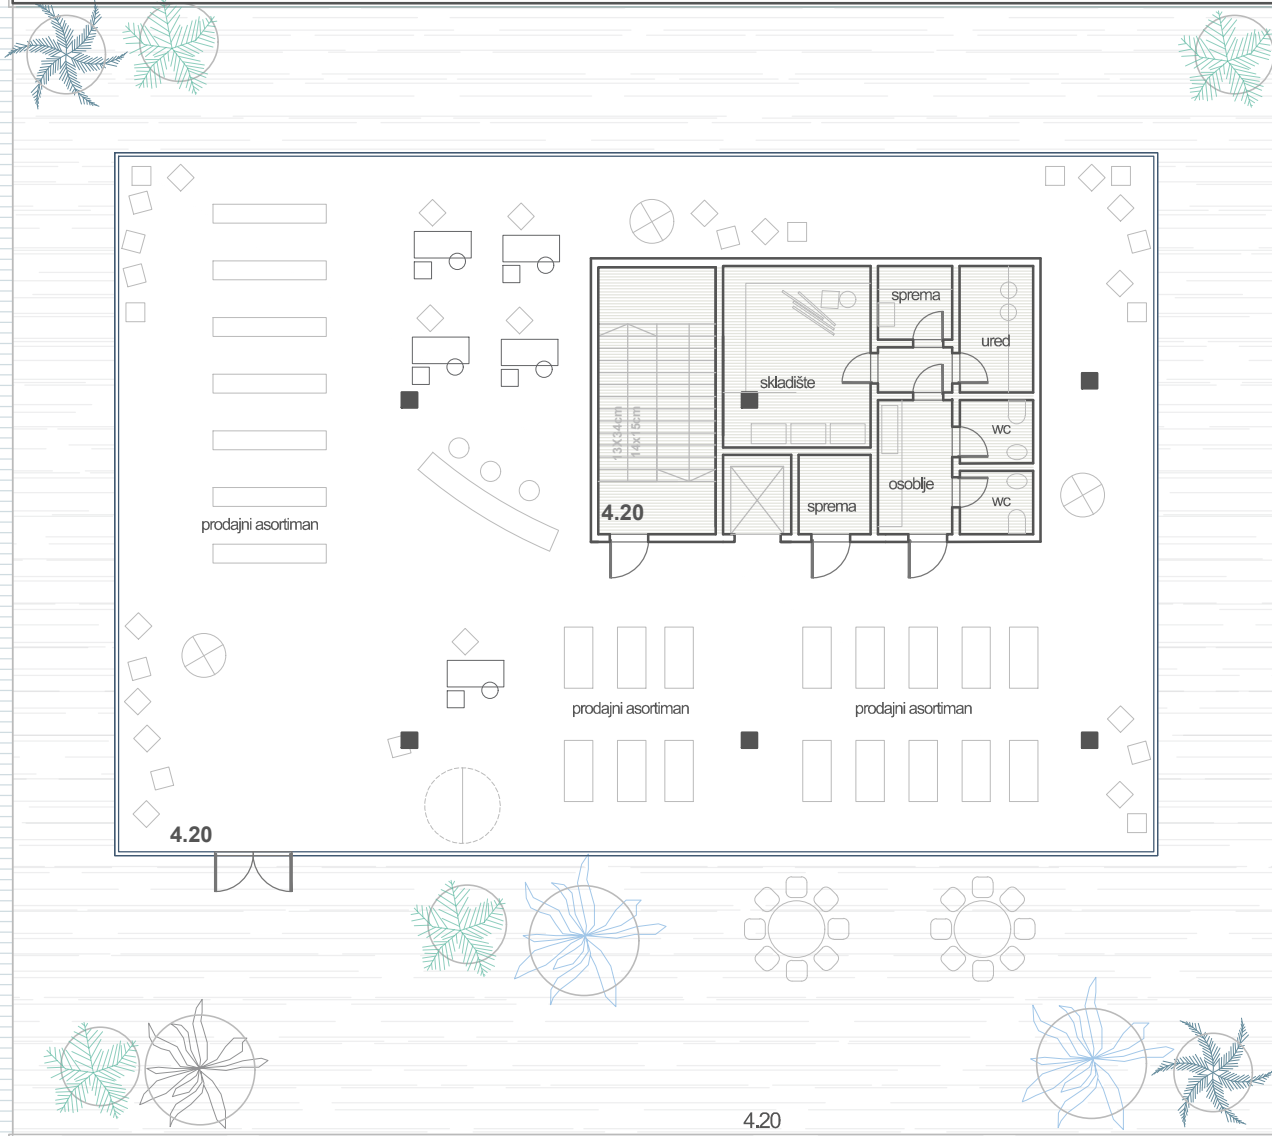 sprema
ured
skladište
13X34cm
14x15cm
wc
osoblje
wc
sprema
4.20
prodajni asortiman
prodajni asortiman
prodajni asortiman
4.20
4.20